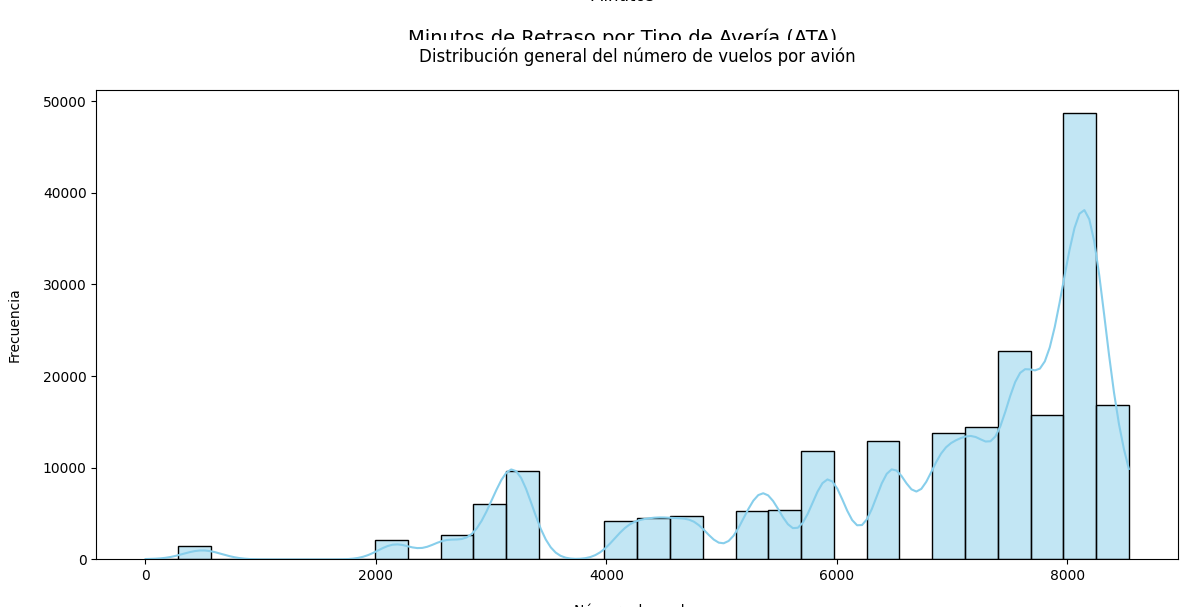 Minutos de Retraso por Tipo de Avería (ATA)
Distribución general del número de vuelos por avión
50000
40000
30000
20000
10000
0
Frecuencia
0 2000 4000 6000 8000